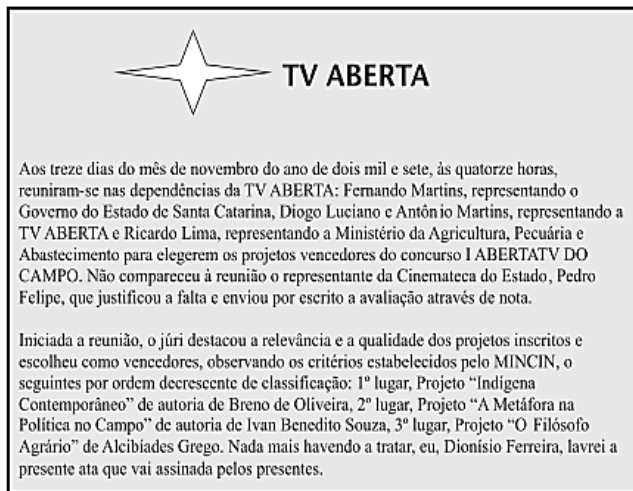 TV ABERTA
Aos treze dias do mês de novembro do ano de dois mil e sete, às quatorze horas,
reuniram-se nas dependências da TV ABERTA: Fernando Martins, representando o
Governo do Estado de Santa Catarina, Diogo Luciano e Antônio Martins, representando a
TV ABERTA e Ricardo Lima, representando a Ministério da Agricultura, Pecuária e
Abastecimento para elegerem os projetos vencedores do concurso I ABERTATV DO
CAMPO. Não compareceu à reunião o representante da Cinemateca do Estado, Pedro
Felipe, que justificou a falta e enviou por escrito a avaliação através de nota.
Iniciada a reunião, o júri destacou a relevância e a qualidade dos projetos inscritos e
escolheu como vencedores, observando os critérios estabelecidos pelo MINCIN, o
seguintes por ordem decrescente de classificação: 1º lugar, Projeto “Indígena
Contemporâneo” de autoria de Breno de Oliveira, 2º lugar, Projeto “A Metáfora na
Política no Campo” de autoria de Ivan Benedito Souza, 3º lugar, Projeto “O Filósofo
Agrário” de Alcibíades Grego. Nada mais havendo a tratar, eu, Dionísio Ferreira, lavrei a
presente ata que vai assinada pelos presentes.